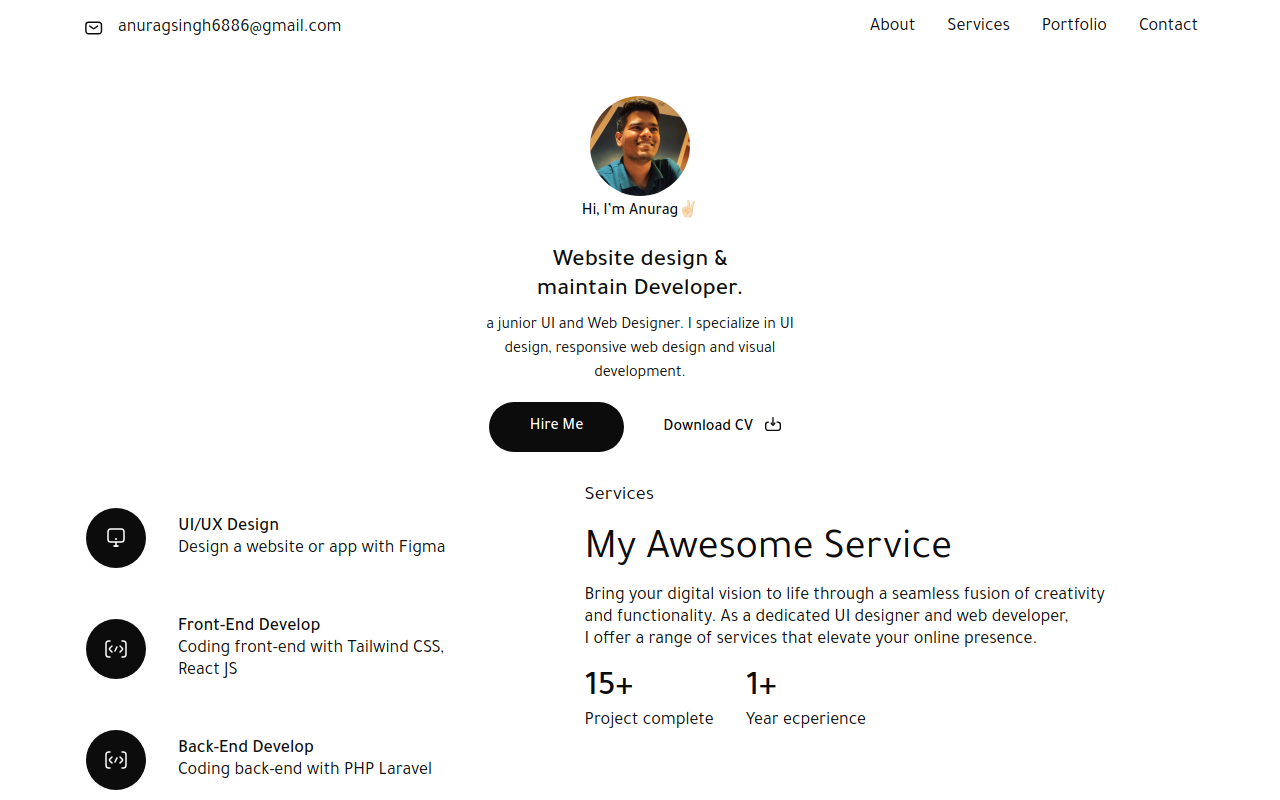 anuragsingh6886@gmail.com
About Services Portfolio Contact
Hi, I'm Anurag✌🏻
Website design &
maintain Developer.
a junior UI and Web Designer. I specialize in UI
design, responsive web design and visual
development.
Hire Me
Download CV
UI/UX Design
Design a website or app with Figma
Front-End Develop
Coding front-end with Tailwind CSS,
React JS
Back-End Develop
Coding back-end with PHP Laravel
Services
My Awesome Service
Bring your digital vision to life through a seamless fusion of creativity
and functionality. As a dedicated UI designer and web developer,
I offer a range of services that elevate your online presence.
15+
Project complete
1+
Year ecperience